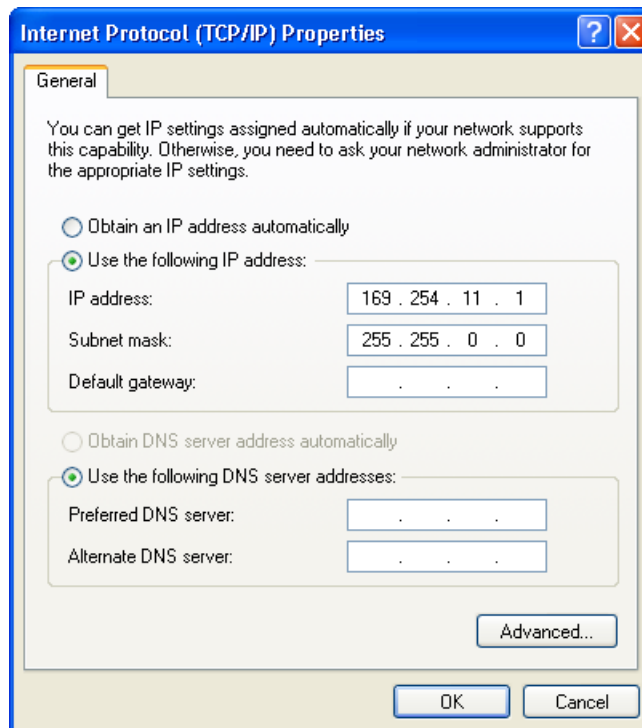 Internet Protocol (TCP/IP) Properties
General
You can get IP settings assigned automatically if your network supports
this capability. Otherwise, you need to ask your network administrator for
the appropriate IP settings.
Obtain an IP address automatically
Use the following IP address:
IP address: 169 . 254 . 11 . 1
Subnet mask: 255 . 255 . 0 . 0
Default gateway: . . .
Obtain DNS server address automatically
Use the following DNS server addresses:
Preferred DNS server: . . .
Alternate DNS server: . . .
Advanced...
OK Cancel